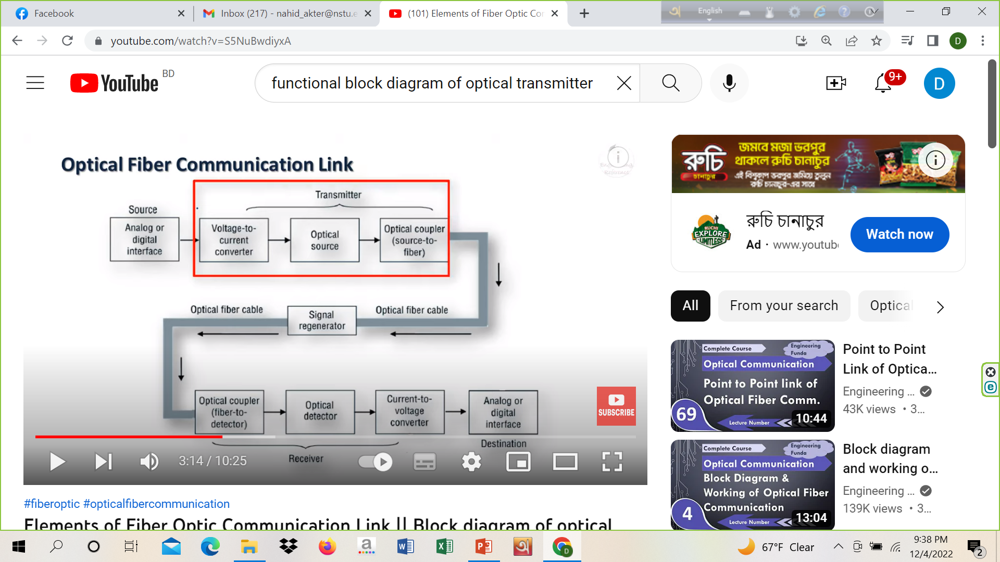 Facebook
Inbox (217) - nahid_akter@nstu.e
(101) Elements of Fiber Optic Cor
English
youtube.com/watch?v=S5NuBwdiyxA
D
YouTube BD
functional block diagram of optical transmitter
9+
D
Optical Fiber Communication Link
Transmitter
Source
Analog or
digital
interface
Voltage-to-
current
converter
Optical
source
Optical coupler
(source-to-
fiber)
Optical fiber cable
Signal
regenerator
Optical fiber cable
Optical coupler
(fiber-to-
detector)
Optical
detector
Current-to-
voltage
converter
Analog or
digital
interface
Destination
Receiver
SUBSCRIBE
3:14 / 10:25
#fiberoptic #opticalfibercommunication
Elements of Fiber Optic Communication Link || Block diagram of optical
রুচি
চানাচুর
জমবে মজা ভরপুর
থাকলে রুচি চানাচুর
এই বিশ্বকাপ ভরপুর জমিয়ে তুলুন
রুচি চানাচুর-এর সাথে
RUCHI
EXPLORE
LIMITLESS
রুচি চানাচুর
Ad · www.youtub
Watch now
All
From your search
Optical
Complete Course
Engineering
Funda
Optical Communication
Point to Point link of
Optical Fiber Comm.
69
Lecture Number
10:44
Point to Point
Link of Optica...
Engineering ...
43K views • 3...
Complete Course
Engineering
Funda
Optical Communication
Block Diagram &
Working of Optical Fiber
Communication
4
Lecture Number
13:04
Block diagram
and working o...
Engineering ...
139K views • 3...
67°F Clear
9:38 PM
12/4/2022
2